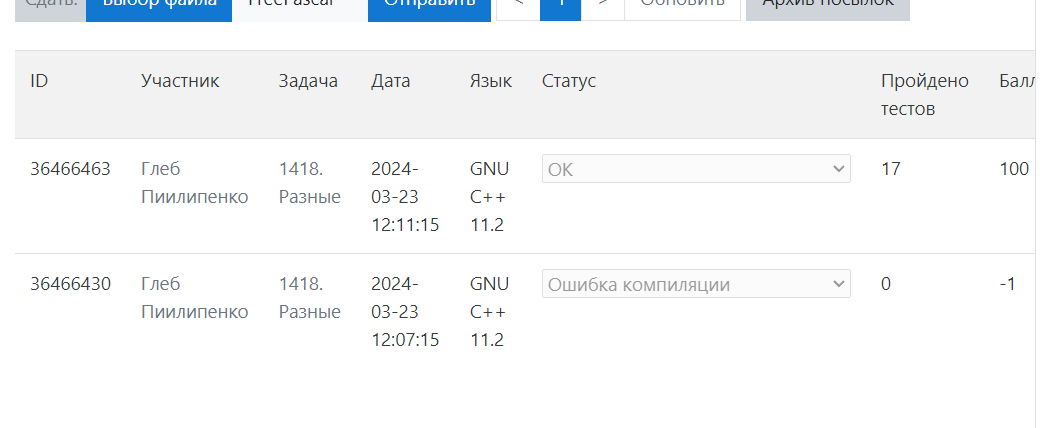 Сдать: Выбор файла FreePascal Отправить < 1 > Обновить Архив посылок
ID Участник Задача Дата Язык Статус Пройдено Балл
тестов
36466463 Глеб 1418. 2024- GNU OK 17 100
Пиилипенко Разные 03-23 C++
12:11:15 11.2
36466430 Глеб 1418. 2024- GNU Ошибка компиляции 0 -1
Пиилипенко Разные 03-23 C++
12:07:15 11.2